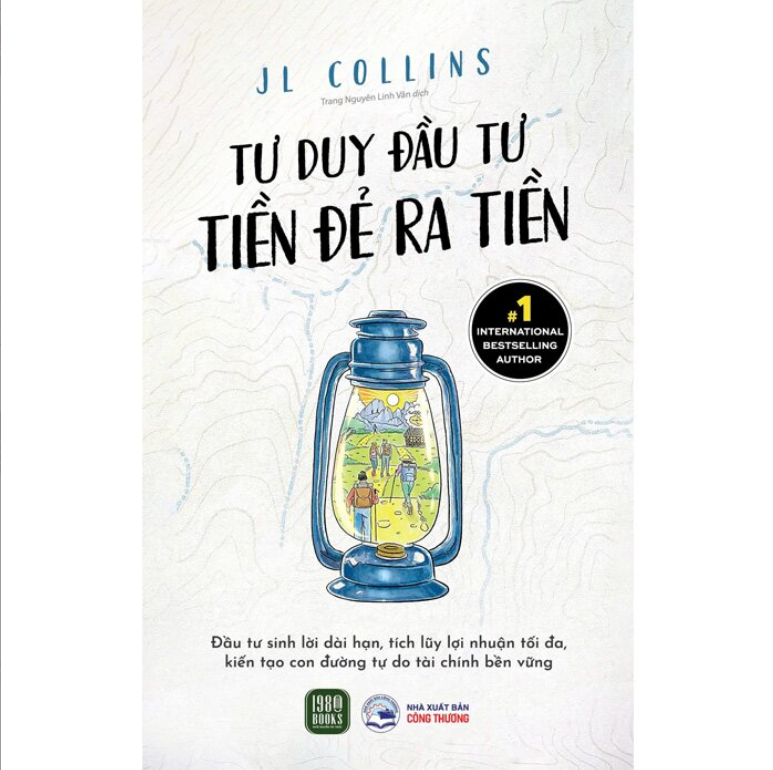 JL COLLINS
Trang Nguyên Linh Vân dịch
TƯ DUY ĐẦU TƯ
TIỀN ĐẺ RA TIỀN
#1
INTERNATIONAL
BESTSELLING
AUTHOR
Đầu tư sinh lời dài hạn, tích lũy lợi nhuận tối đa,
kiến tạo con đường tự do tài chính bền vững
1980
BOOKS
NHÀ XUẤT BẢN
CÔNG THƯƠNG